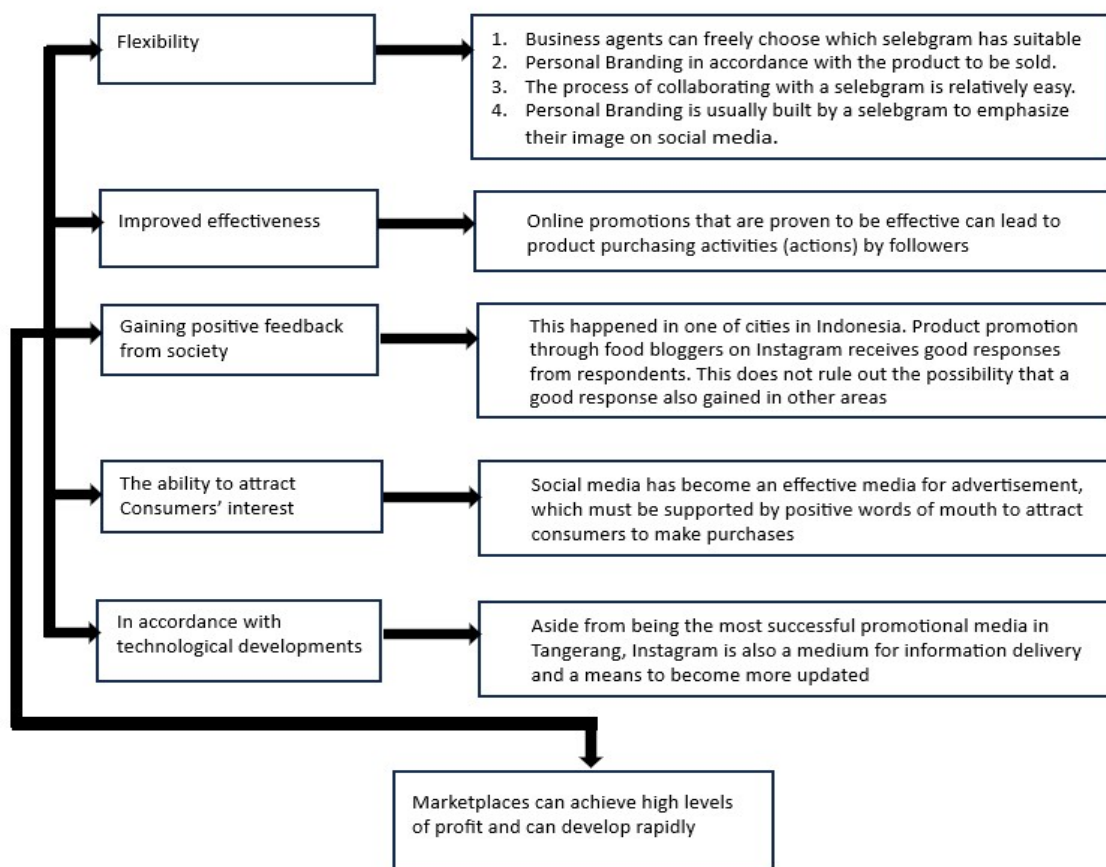 Flexibility
1. Business agents can freely choose which selebgram has suitable
2. Personal Branding in accordance with the product to be sold.
3. The process of collaborating with a selebgram is relatively easy.
4. Personal Branding is usually built by a selebgram to emphasize
their image on social media.
Improved effectiveness
Online promotions that are proven to be effective can lead to
product purchasing activities (actions) by followers
Gaining positive feedback
from society
This happened in one of cities in Indonesia. Product promotion
through food bloggers on Instagram receives good responses
from respondents. This does not rule out the possibility that a
good response also gained in other areas
The ability to attract
Consumers’ interest
Social media has become an effective media for advertisement,
which must be supported by positive words of mouth to attract
consumers to make purchases
In accordance with
technological developments
Aside from being the most successful promotional media in
Tangerang, Instagram is also a medium for information delivery
and a means to become more updated
Marketplaces can achieve high levels
of profit and can develop rapidly